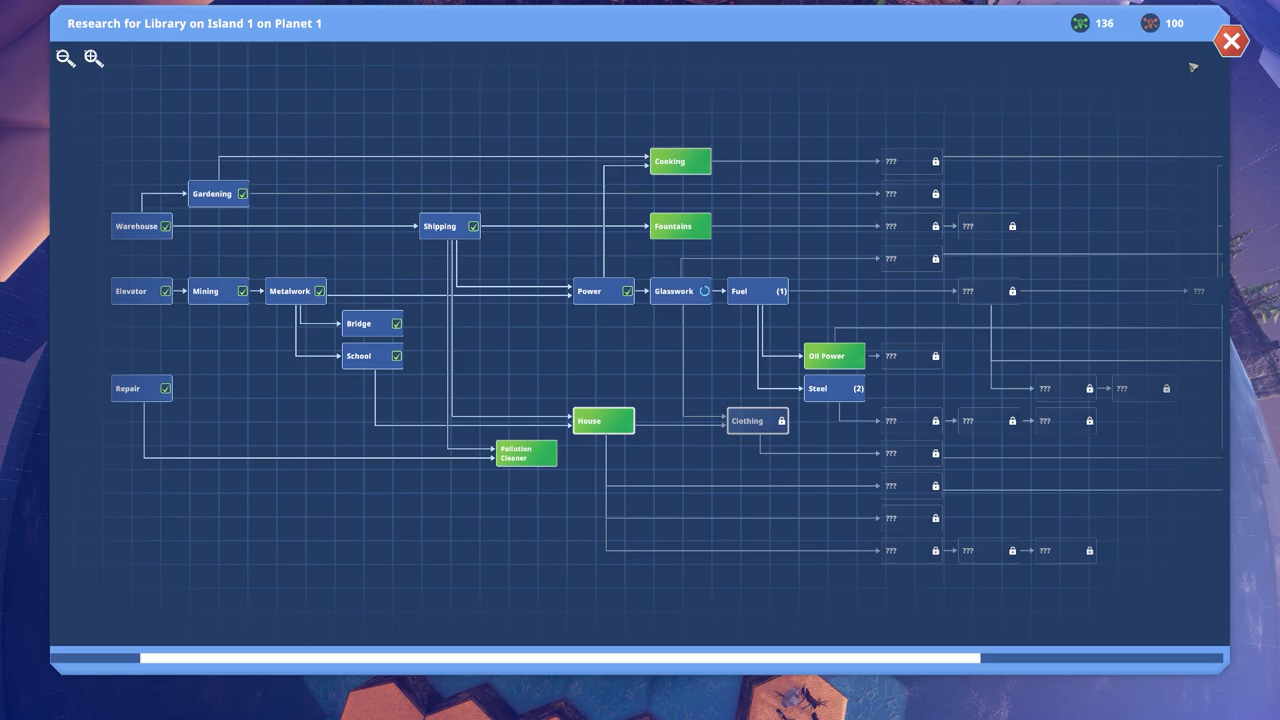 Research for Library on Island 1 on Planet 1
136
100
Cooking
???
Gardening
???
Warehouse
Shipping
Fountains
???
???
???
Elevator
Mining
Metalwork
Power
Glasswork
Fuel
(1)
???
???
Bridge
School
Oil Power
???
Repair
Steel
(2)
???
???
House
Clothing
???
???
???
Pollution
Cleaner
???
???
???
???
???
???